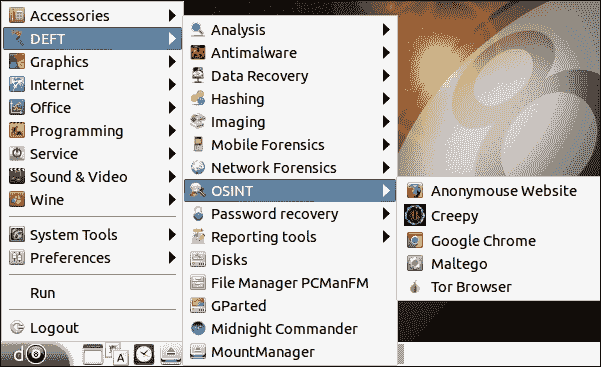 Accessories
DEFT
Graphics
Internet
Office
Programming
Service
Sound & Video
Wine
System Tools
Preferences
Run
Logout
d8
A
Analysis
Antimalware
Data Recovery
Hashing
Imaging
Mobile Forensics
Network Forensics
OSINT
Password recovery
Reporting tools
Disks
File Manager PCManFM
GParted
Midnight Commander
MountManager
Anonymouse Website
Creepy
Google Chrome
Maltego
Tor Browser